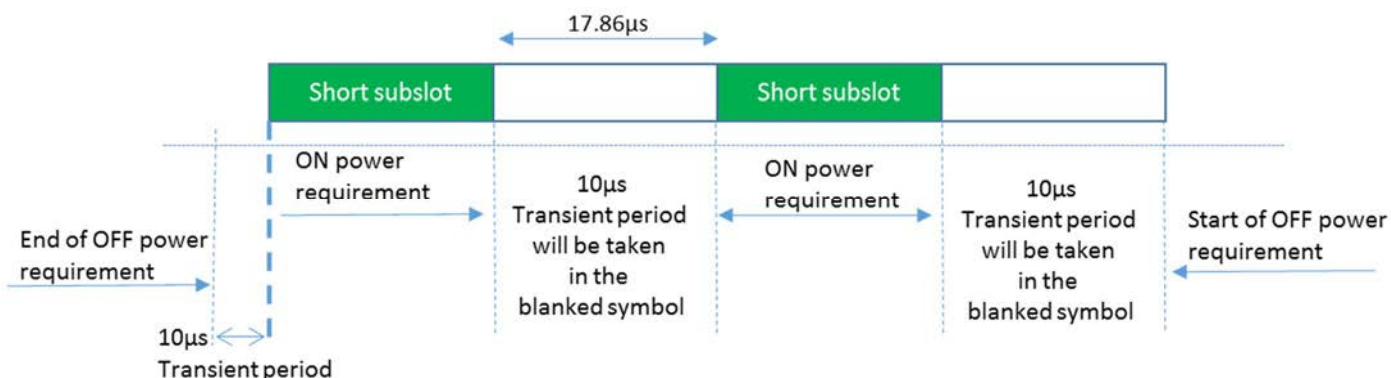 17.86µs
Short subslot
Short subslot
ON power
requirement
10µs
Transient period
will be taken
in the
blanked symbol
ON power
requirement
10µs
Transient period
will be taken
in the
blanked symbol
End of OFF power
requirement
Start of OFF power
requirement
10µs
Transient period